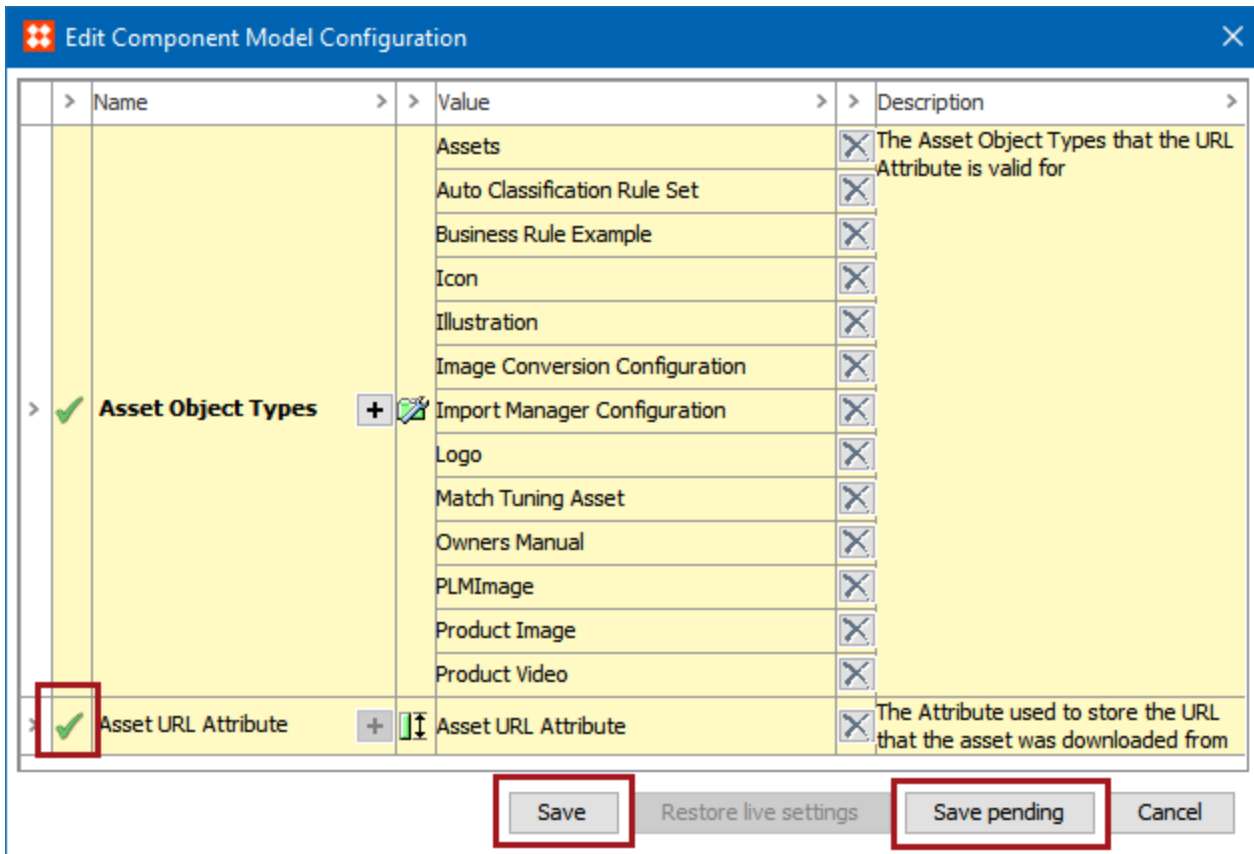 Edit Component Model Configuration
Name
Value
Description
Assets
The Asset Object Types that the URL
Attribute is valid for
Auto Classification Rule Set
Business Rule Example
Icon
Illustration
Image Conversion Configuration
Asset Object Types
Import Manager Configuration
Logo
Match Tuning Asset
Owners Manual
PLMImage
Product Image
Product Video
Asset URL Attribute
Asset URL Attribute
The Attribute used to store the URL
that the asset was downloaded from
Save
Restore live settings
Save pending
Cancel